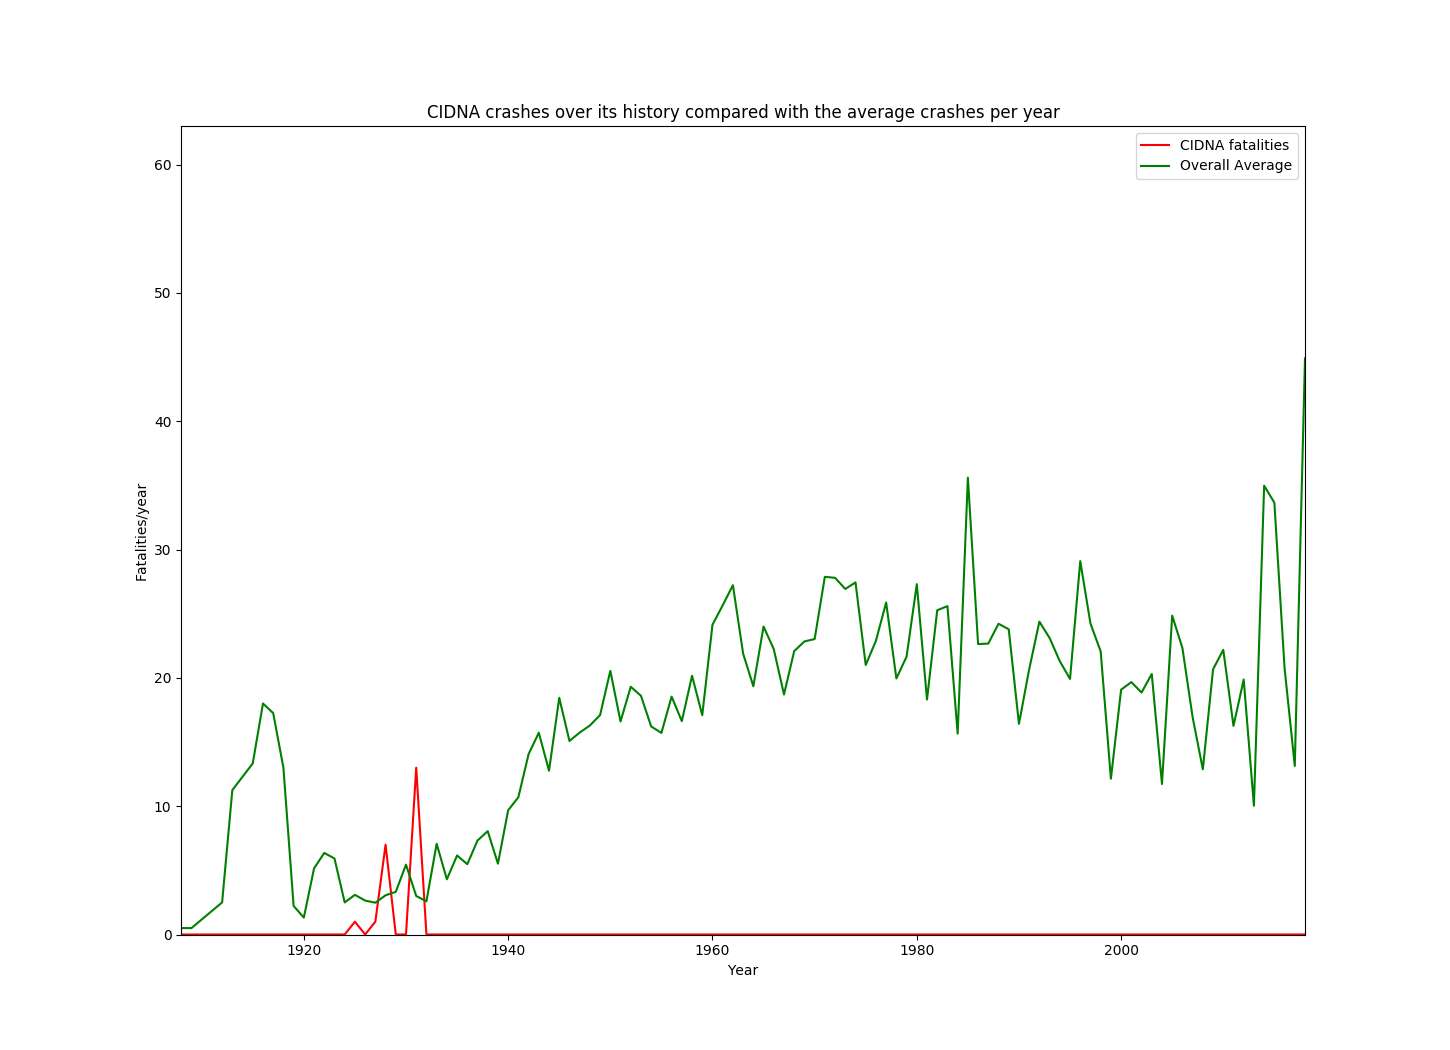 CIDNA crashes over its history compared with the average crashes per year
CIDNA fatalities
Overall Average
60
50
40
30
20
10
0
Fatalities/year
1920 1940 1960 1980 2000
Year